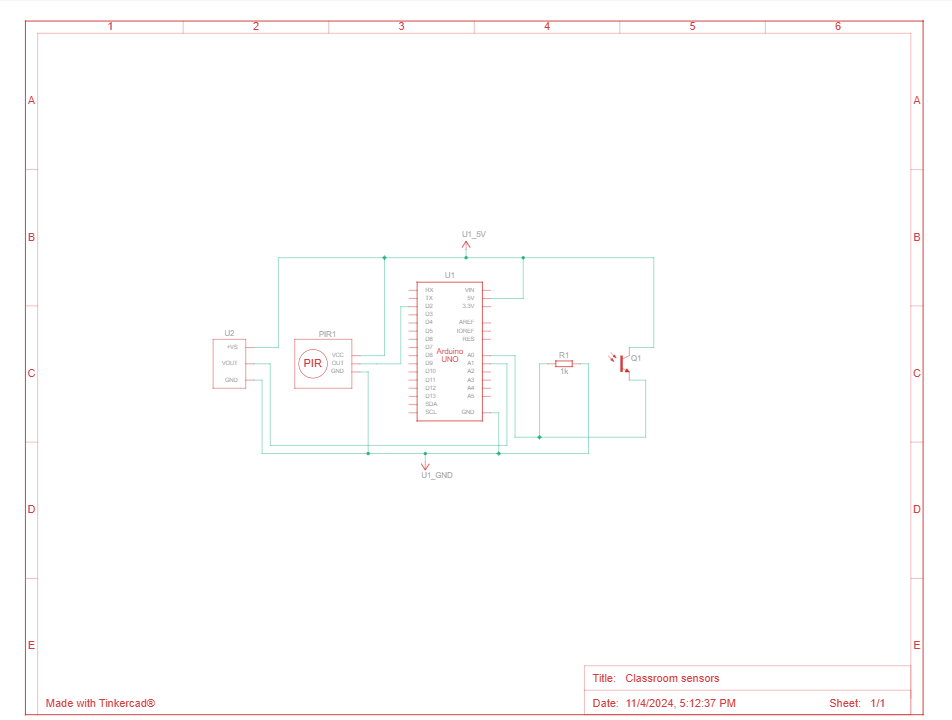 1 2 3 4 5 6
A A
B B
U1_5V
U1
RX VIN
TX 5V
D2 3.3V
D3
D4 AREF
D5 IOREF
D6 RES
D7
D8 A0
D9 A1
D10 A2
D11 A3
D12 A4
D13 A5
SDA
SCL GND
Arduino
UNO
U2
+VS
VOUT
GND
PIR1
PIR
VCC
OUT
GND
R1
1k
Q1
C C
U1_GND
D D
E E
Title: Classroom sensors
Made with Tinkercad®
Date: 11/4/2024, 5:12:37 PM Sheet: 1/1